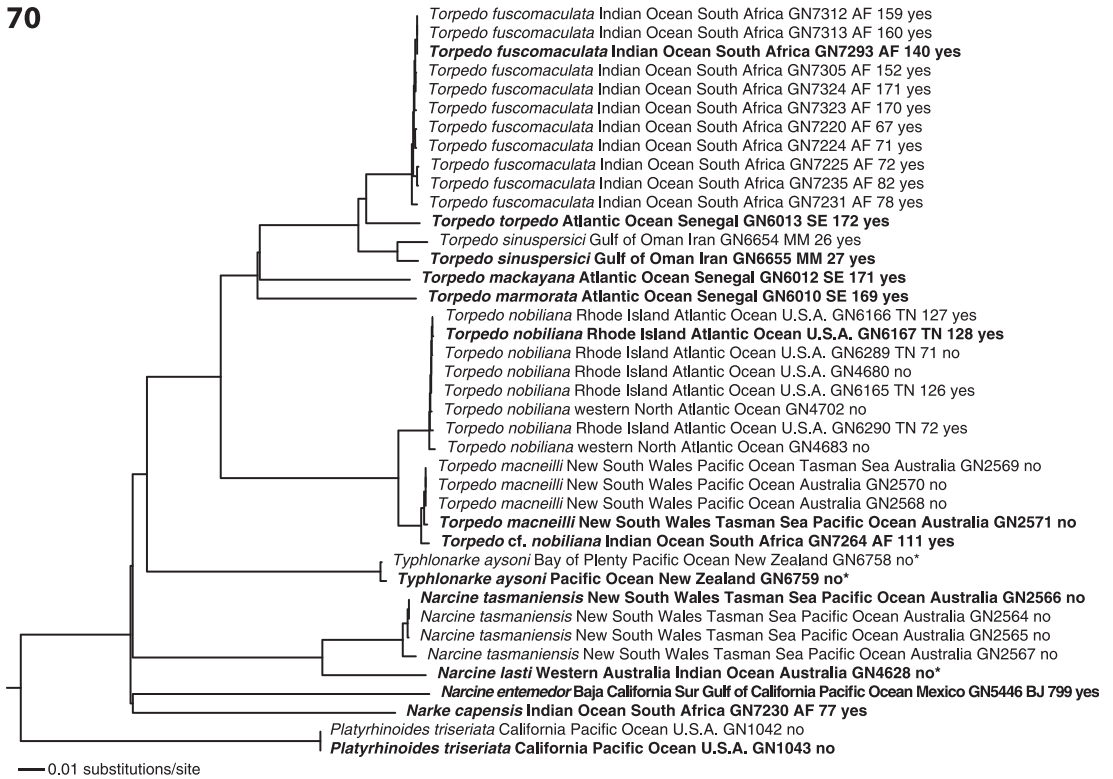 70
Torpedo fuscomaculata Indian Ocean South Africa GN7312 AF 159 yes
Torpedo fuscomaculata Indian Ocean South Africa GN7313 AF 160 yes
Torpedo fuscomaculata Indian Ocean South Africa GN7293 AF 140 yes
Torpedo fuscomaculata Indian Ocean South Africa GN7305 AF 152 yes
Torpedo fuscomaculata Indian Ocean South Africa GN7324 AF 171 yes
Torpedo fuscomaculata Indian Ocean South Africa GN7323 AF 170 yes
Torpedo fuscomaculata Indian Ocean South Africa GN7220 AF 67 yes
Torpedo fuscomaculata Indian Ocean South Africa GN7224 AF 71 yes
Torpedo fuscomaculata Indian Ocean South Africa GN7225 AF 72 yes
Torpedo fuscomaculata Indian Ocean South Africa GN7235 AF 82 yes
Torpedo fuscomaculata Indian Ocean South Africa GN7231 AF 78 yes
Torpedo torpedo Atlantic Ocean Senegal GN6013 SE 172 yes
Torpedo sinuspersici Gulf of Oman Iran GN6654 MM 26 yes
Torpedo sinuspersici Gulf of Oman Iran GN6655 MM 27 yes
Torpedo mackayana Atlantic Ocean Senegal GN6012 SE 171 yes
Torpedo marmorata Atlantic Ocean Senegal GN6010 SE 169 yes
Torpedo nobiliana Rhode Island Atlantic Ocean U.S.A. GN6166 TN 127 yes
Torpedo nobiliana Rhode Island Atlantic Ocean U.S.A. GN6167 TN 128 yes
Torpedo nobiliana Rhode Island Atlantic Ocean U.S.A. GN6289 TN 71 no
Torpedo nobiliana Rhode Island Atlantic Ocean U.S.A. GN4680 no
Torpedo nobiliana Rhode Island Atlantic Ocean U.S.A. GN6165 TN 126 yes
Torpedo nobiliana western North Atlantic Ocean GN4702 no
Torpedo nobiliana Rhode Island Atlantic Ocean U.S.A. GN6290 TN 72 yes
Torpedo nobiliana western North Atlantic Ocean GN4683 no
Torpedo macneilli New South Wales Pacific Ocean Tasman Sea Australia GN2569 no
Torpedo macneilli New South Wales Pacific Ocean Australia GN2570 no
Torpedo macneilli New South Wales Pacific Ocean Australia GN2568 no
Torpedo macneilli New South Wales Tasman Sea Pacific Ocean Australia GN2571 no
Torpedo cf. nobiliana Indian Ocean South Africa GN7264 AF 111 yes
Typhlonarke aysoni Bay of Plenty Pacific Ocean New Zealand GN6758 no*
Typhlonarke aysoni Pacific Ocean New Zealand GN6759 no*
Narcine tasmaniensis New South Wales Tasman Sea Pacific Ocean Australia GN2566 no
Narcine tasmaniensis New South Wales Tasman Sea Pacific Ocean Australia GN2564 no
Narcine tasmaniensis New South Wales Tasman Sea Pacific Ocean Australia GN2565 no
Narcine tasmaniensis New South Wales Tasman Sea Pacific Ocean Australia GN2567 no
Narcine lasti Western Australia Indian Ocean Australia GN4628 no*
Narcine entemedor Baja California Sur Gulf of California Pacific Ocean Mexico GN5446 BJ 799 yes
Narke capensis Indian Ocean South Africa GN7230 AF 77 yes
Platyrhinoides triseriata California Pacific Ocean U.S.A. GN1042 no
Platyrhinoides triseriata California Pacific Ocean U.S.A. GN1043 no
0.01 substitutions/site